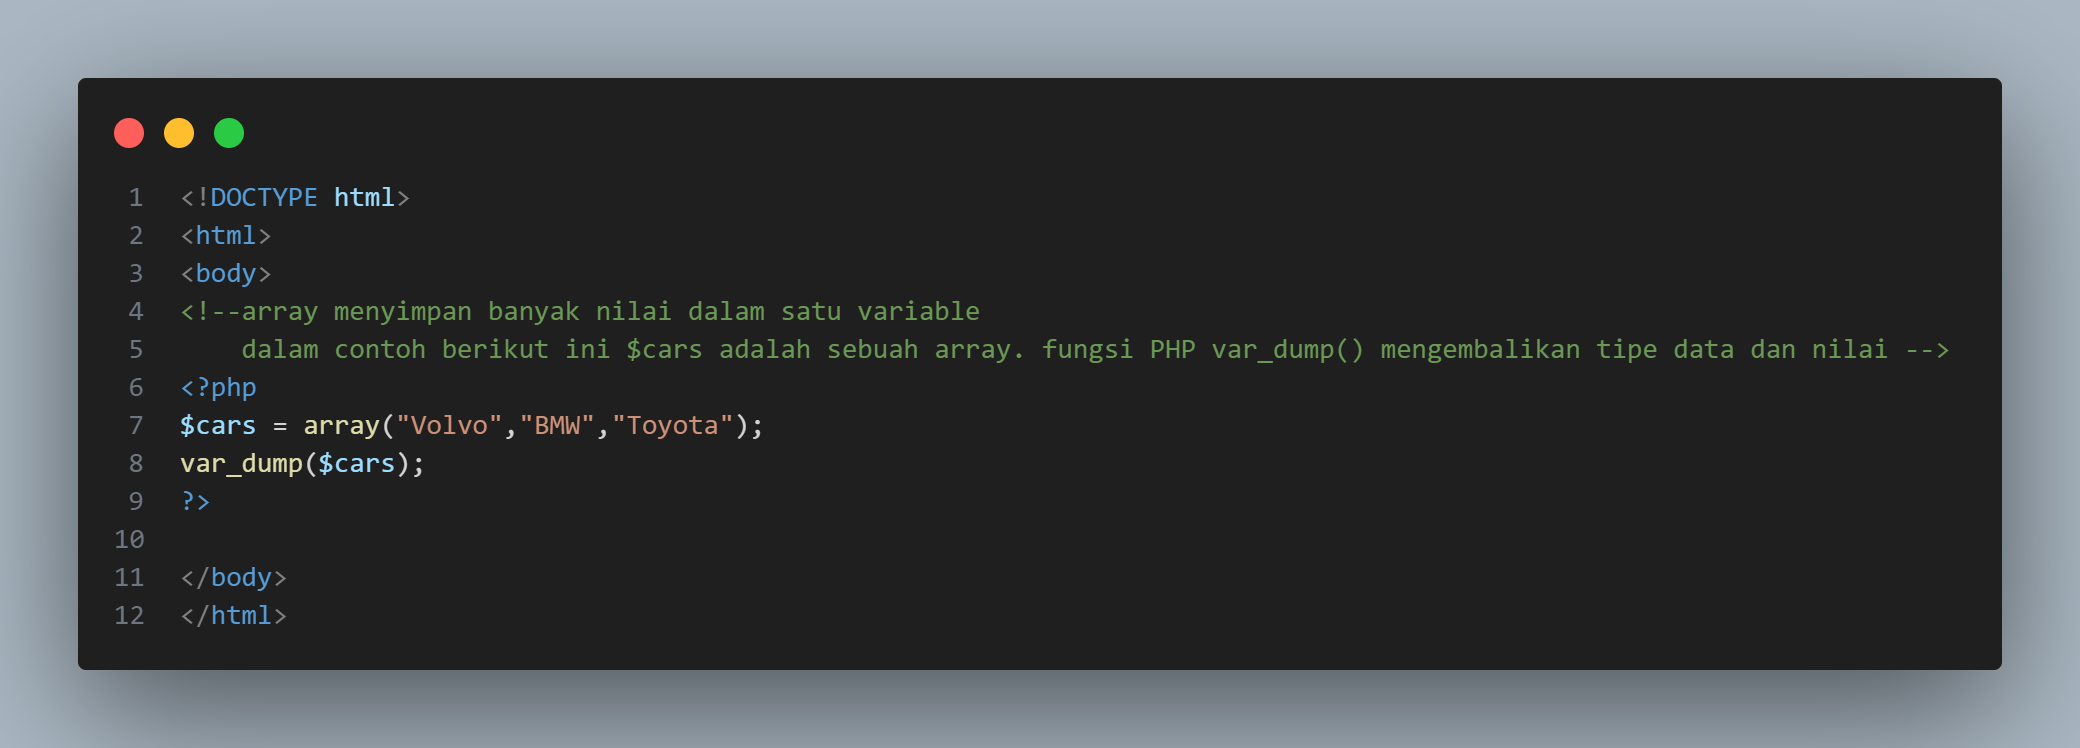 1 <!DOCTYPE html>
2 <html>
3 <body>
4 <!--array menyimpan banyak nilai dalam satu variable
5     dalam contoh berikut ini $cars adalah sebuah array. fungsi PHP var_dump() mengembalikan tipe data dan nilai -->
6 <?php
7 $cars = array("Volvo","BMW","Toyota");
8 var_dump($cars);
9 ?>
10
11 </body>
12 </html>